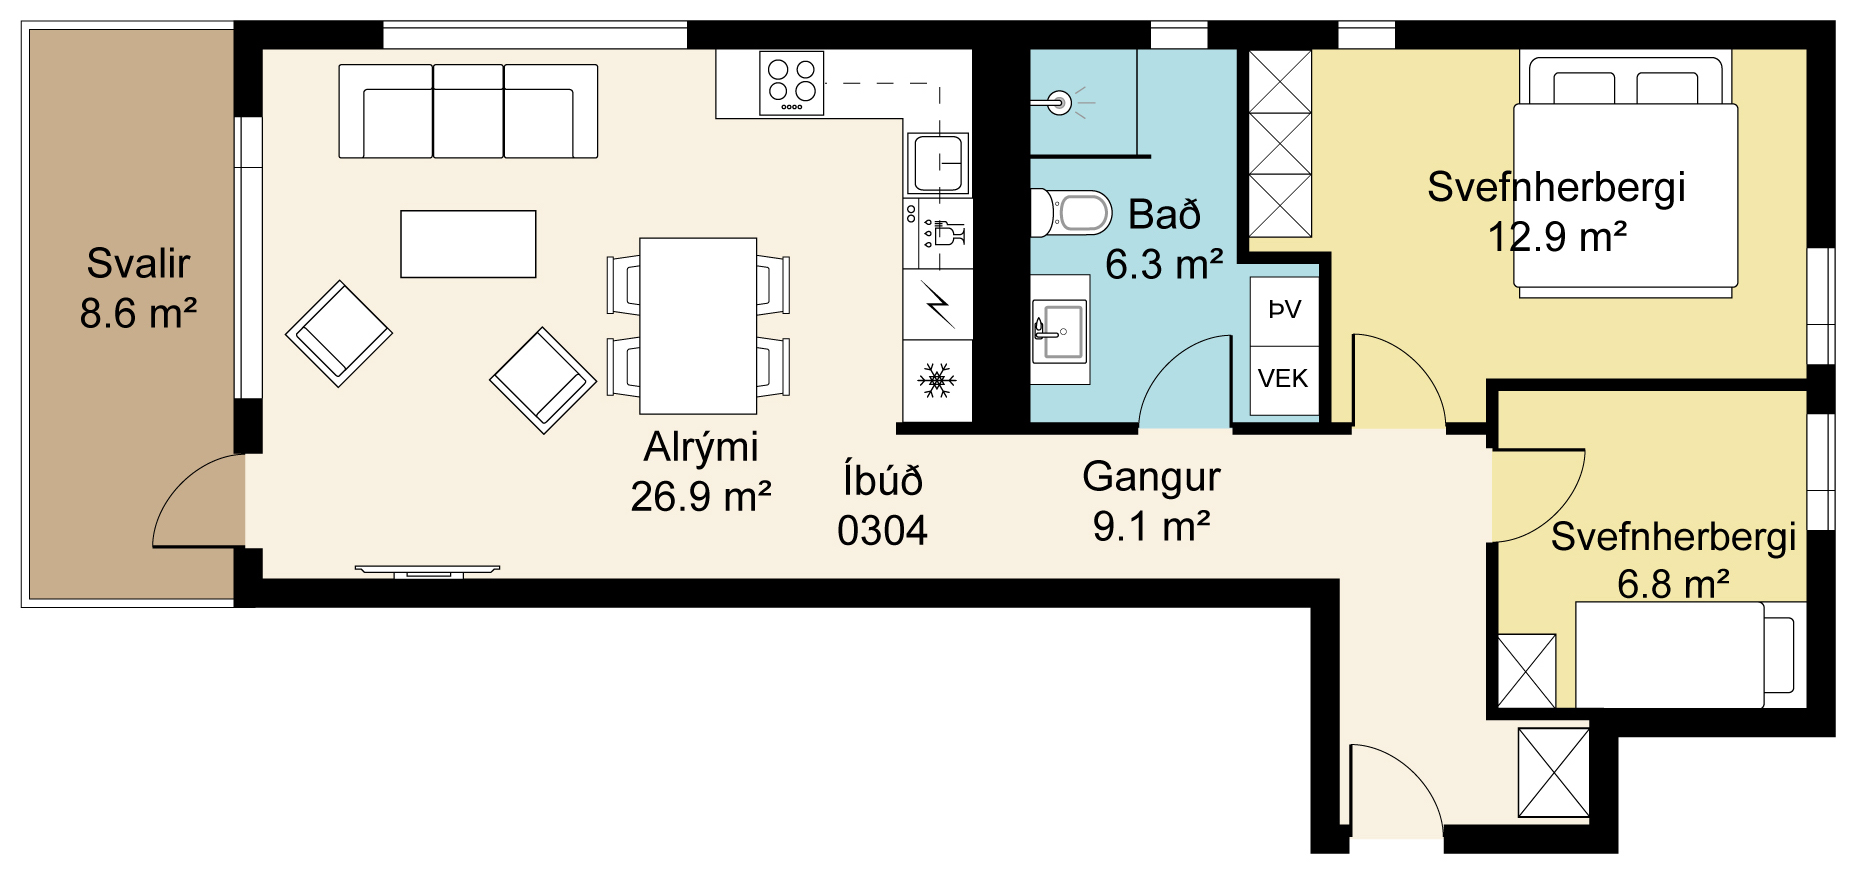 Svefnherbergi
12.9 m²
Bað
6.3 m²
Svalir
8.6 m²
ÞV
VEK
Alrými
26.9 m²
Íbúð
0304
Gangur
9.1 m²
Svefnherbergi
6.8 m²